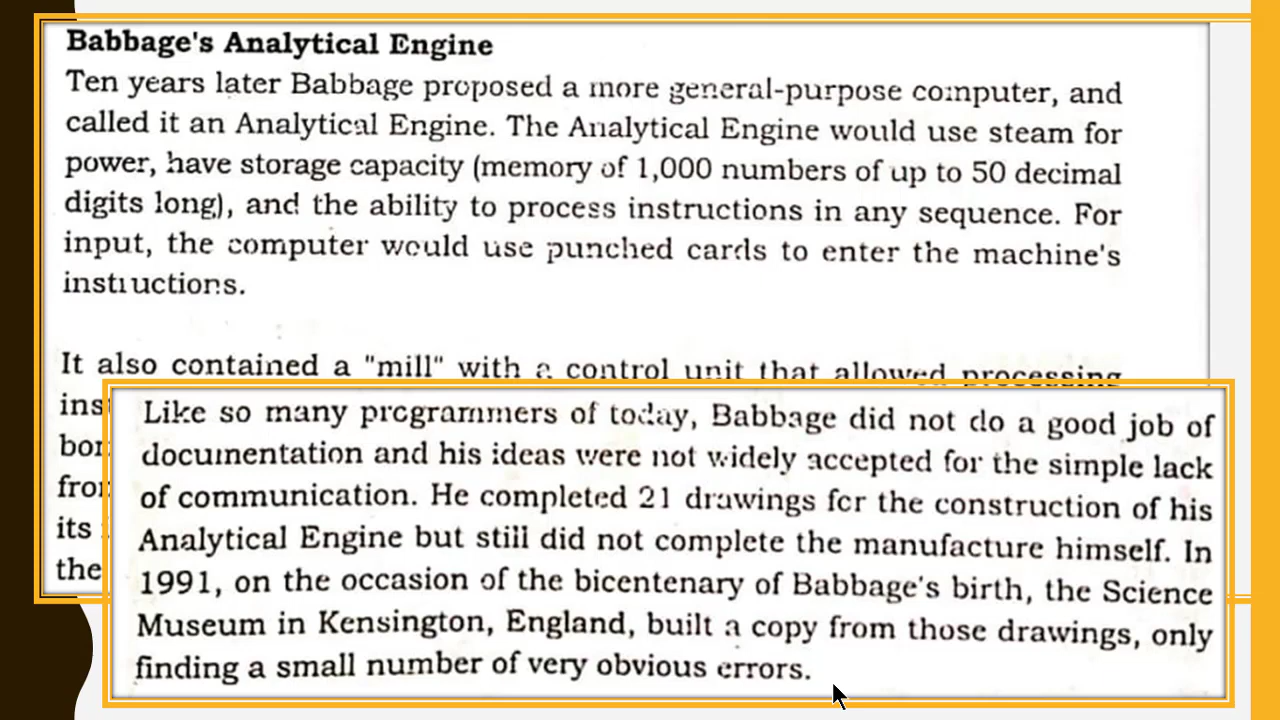 Babbage's Analytical Engine
Ten years later Babbage proposed a more general-purpose computer, and
called it an Analytical Engine. The Analytical Engine would use steam for
power, have storage capacity (memory of 1,000 numbers of up to 50 decimal
digits long), and the ability to process instructions in any sequence. For
input, the computer would use punched cards to enter the machine's
instructions.
It also contained a "mill" with a control unit that allowed processing
its
the
Like so many programmers of today, Babbage did not do a good job of
documentation and his ideas were not widely accepted for the simple lack
of communication. He completed 21 drawings for the construction of his
Analytical Engine but still did not complete the manufacture himself. In
1991, on the occasion of the bicentenary of Babbage's birth, the Science
Museum in Kensington, England, built a copy from those drawings, only
finding a small number of very obvious errors.